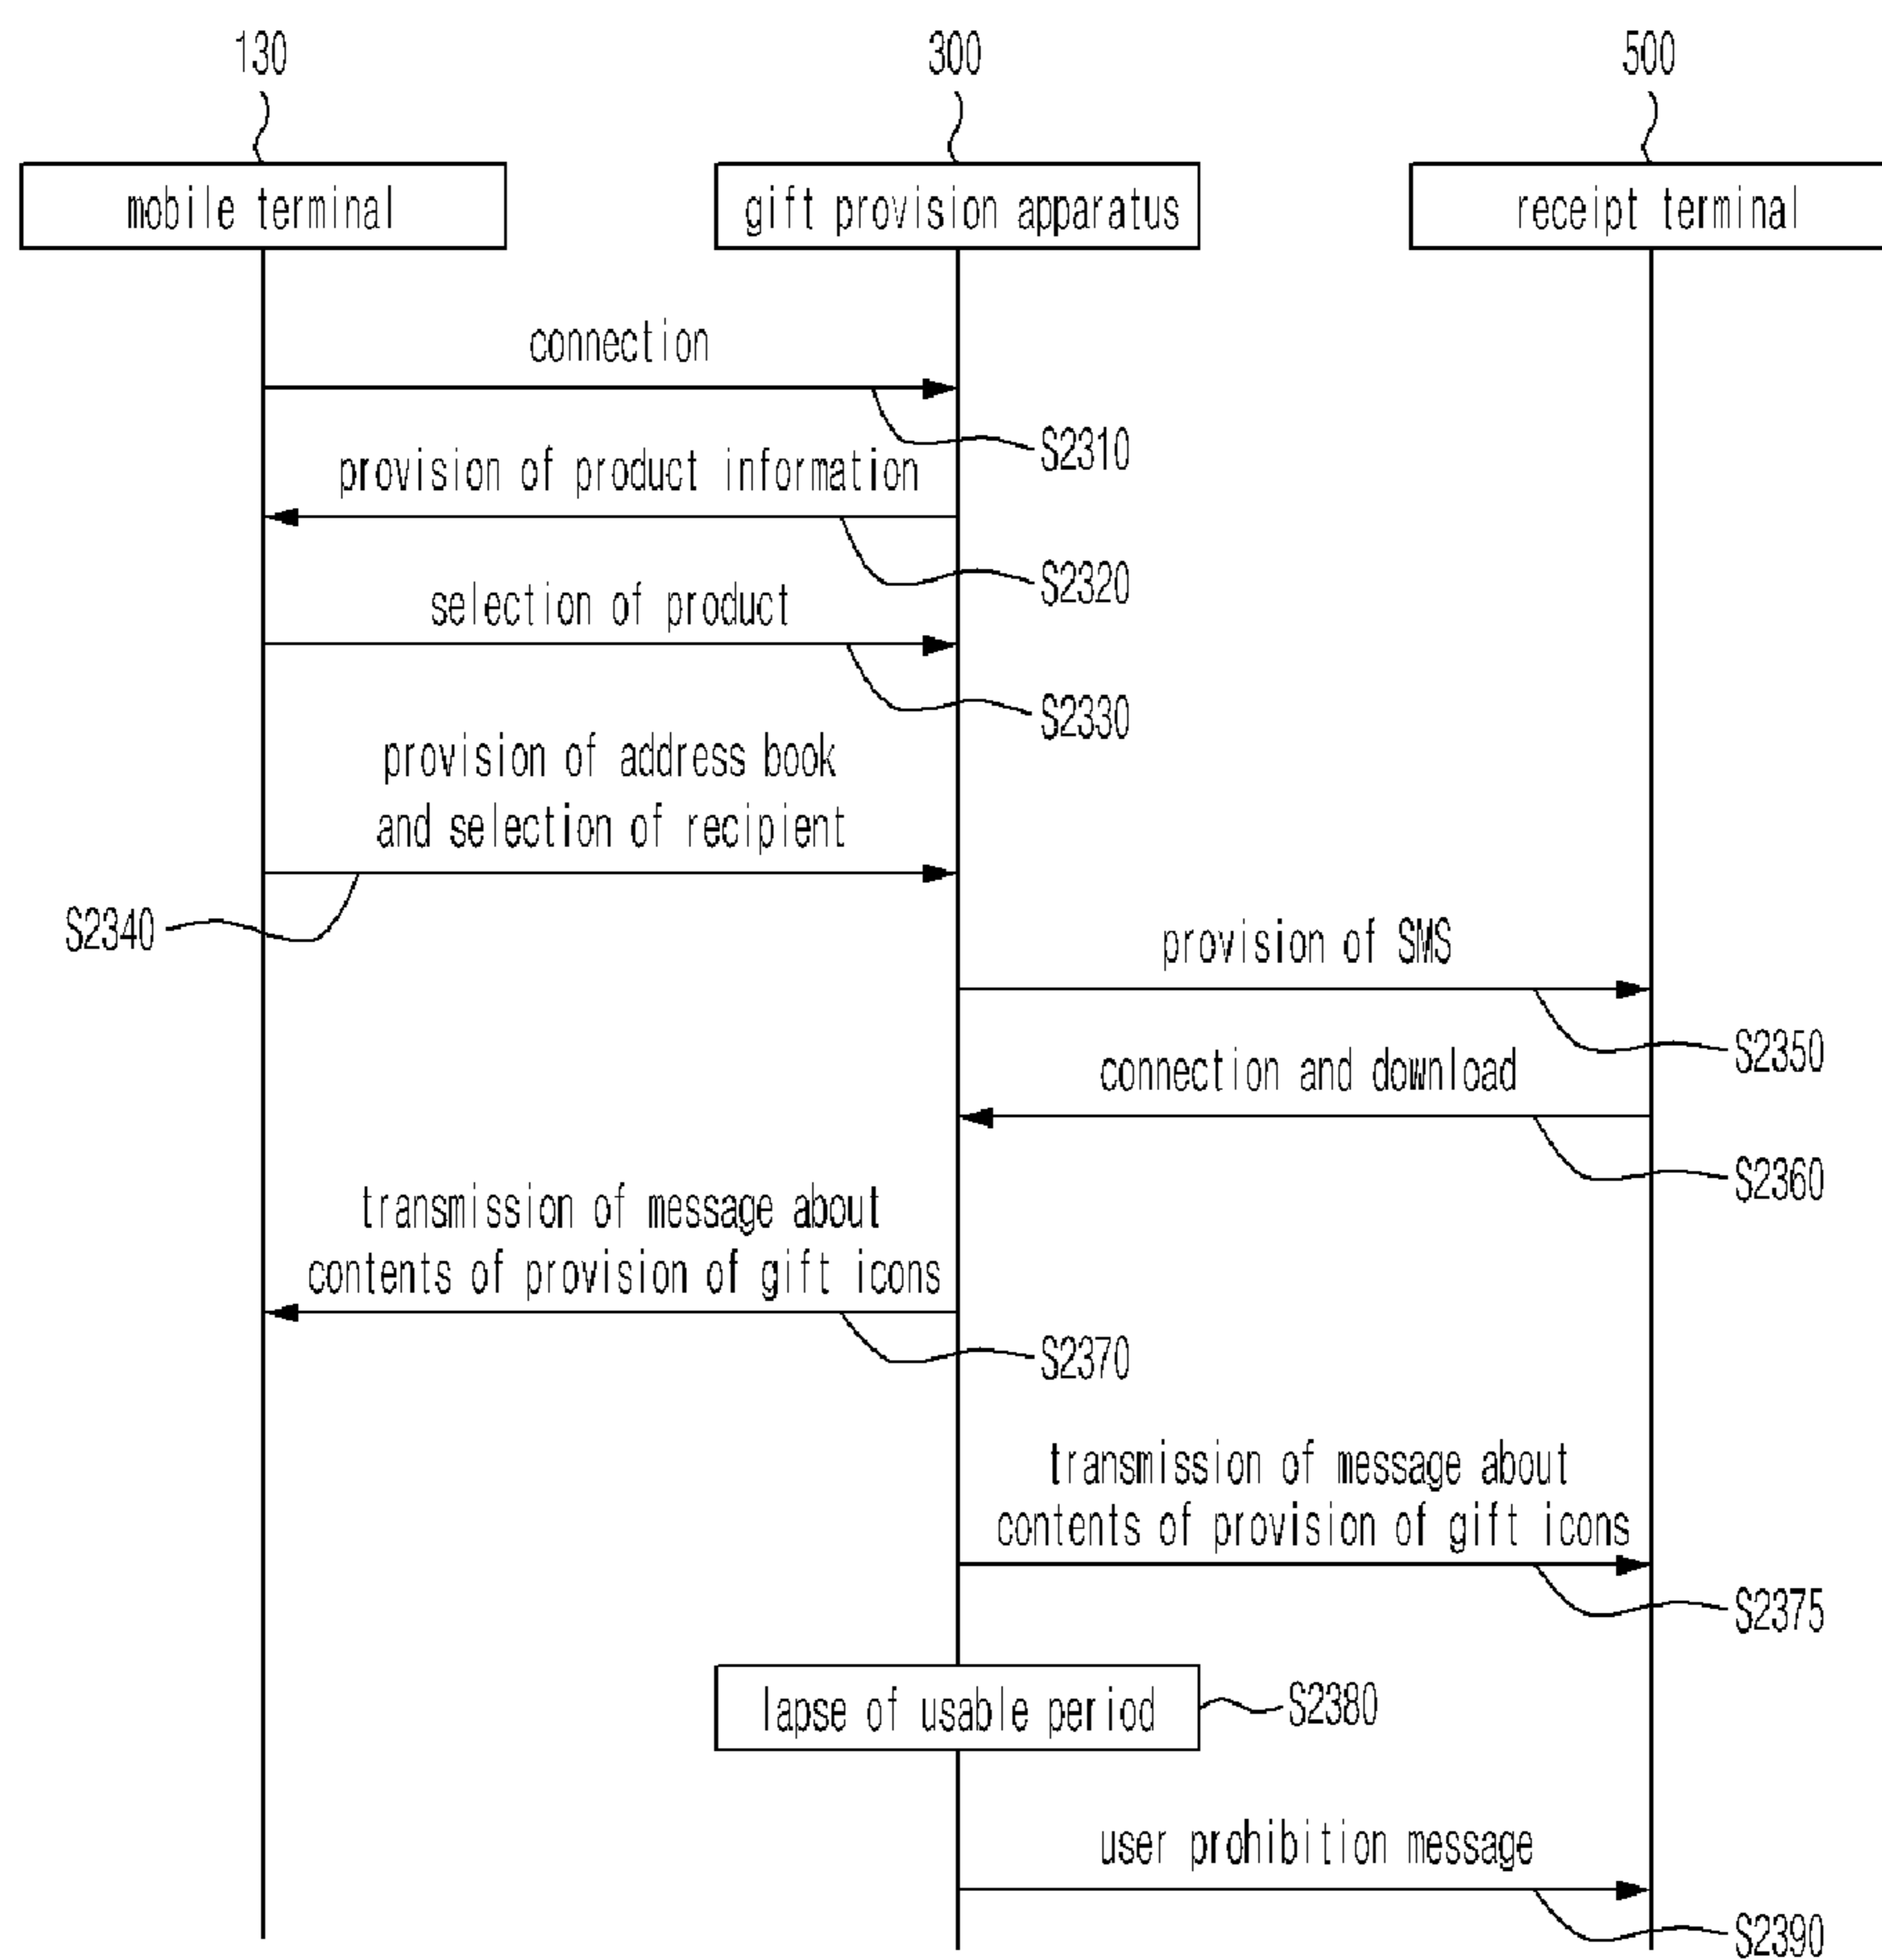 130
300
500
mobile terminal
gift provision apparatus
receipt terminal
connection
S2310
provision of product information
S2320
selection of product
S2330
provision of address book
and selection of recipient
S2340
provision of SMS
S2350
connection and download
S2360
transmission of message about
contents of provision of gift icons
S2370
transmission of message about
contents of provision of gift icons
S2375
lapse of usable period
S2380
user prohibition message
S2390